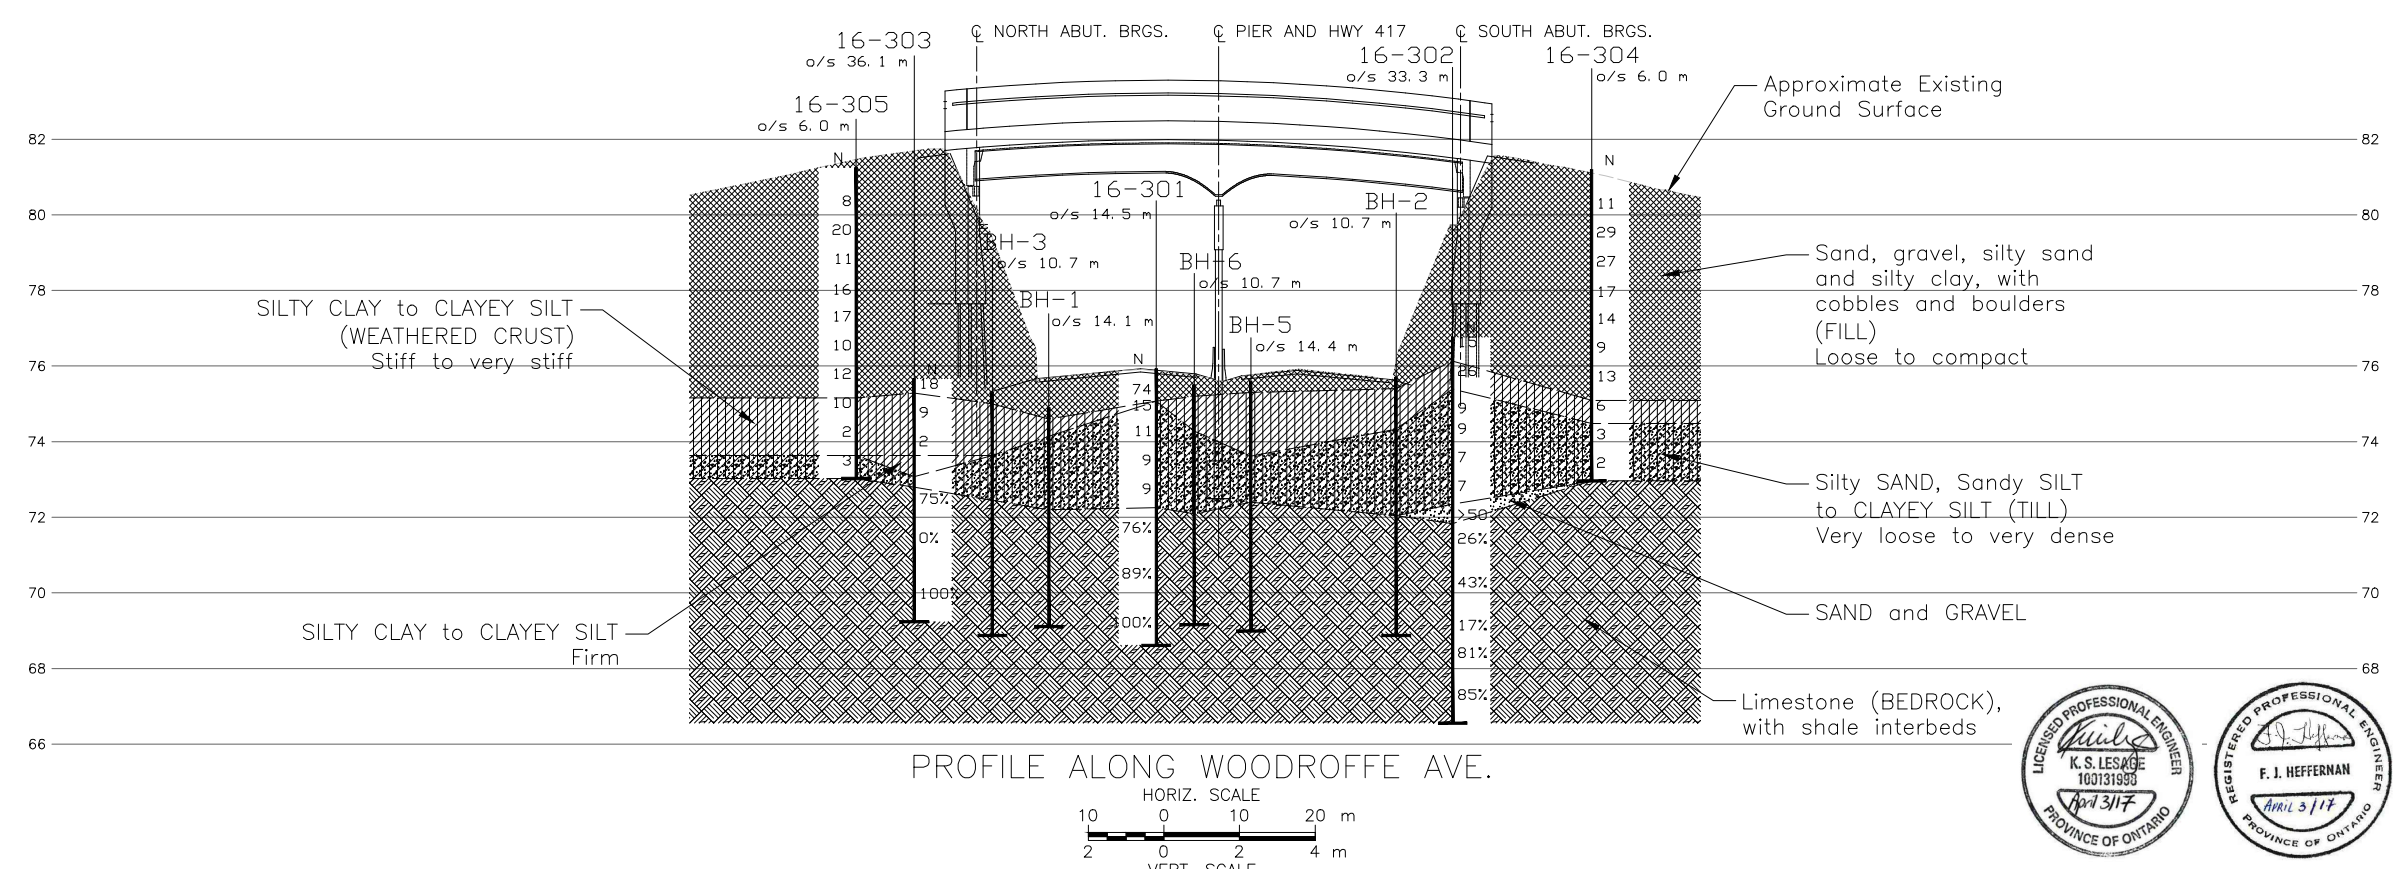 ℄ NORTH ABUT. BRGS.
℄ PIER AND HWY 417
℄ SOUTH ABUT. BRGS.
16-303
o/s 36.1 m
16-302
o/s 33.3 m
16-304
o/s 6.0 m
16-305
o/s 6.0 m
Approximate Existing
Ground Surface
82
82
N
N
16-301
o/s 14.5 m
BH-2
o/s 10.7 m
80
80
BH-3
o/s 10.7 m
BH-6
o/s 10.7 m
BH-1
o/s 14.1 m
BH-5
o/s 14.4 m
78
78
8
20
11
16
17
10
12
10
2
3
N
18
9
2
75%
0%
100%
N
74
15
11
9
9
76%
89%
100%
N
5
26
9
9
7
7
>50
26%
43%
17%
81%
85%
11
29
27
17
14
9
13
6
3
2
SILTY CLAY to CLAYEY SILT
(WEATHERED CRUST)
Stiff to very stiff
Sand, gravel, silty sand
and silty clay, with
cobbles and boulders
(FILL)
Loose to compact
76
76
74
74
Silty SAND, Sandy SILT
to CLAYEY SILT (TILL)
Very loose to very dense
72
72
70
70
SAND and GRAVEL
SILTY CLAY to CLAYEY SILT
Firm
68
68
Limestone (BEDROCK),
with shale interbeds
66
PROFILE ALONG WOODROFFE AVE.
HORIZ. SCALE
10 0 10 20 m
2 0 2 4 m
VERT. SCALE
LICENSED PROFESSIONAL ENGINEER
K. S. LESAGE
100131993
April 3/17
PROVINCE OF ONTARIO
REGISTERED PROFESSIONAL ENGINEER
F. J. HEFFERNAN
APRIL 3/17
PROVINCE OF ONTARIO